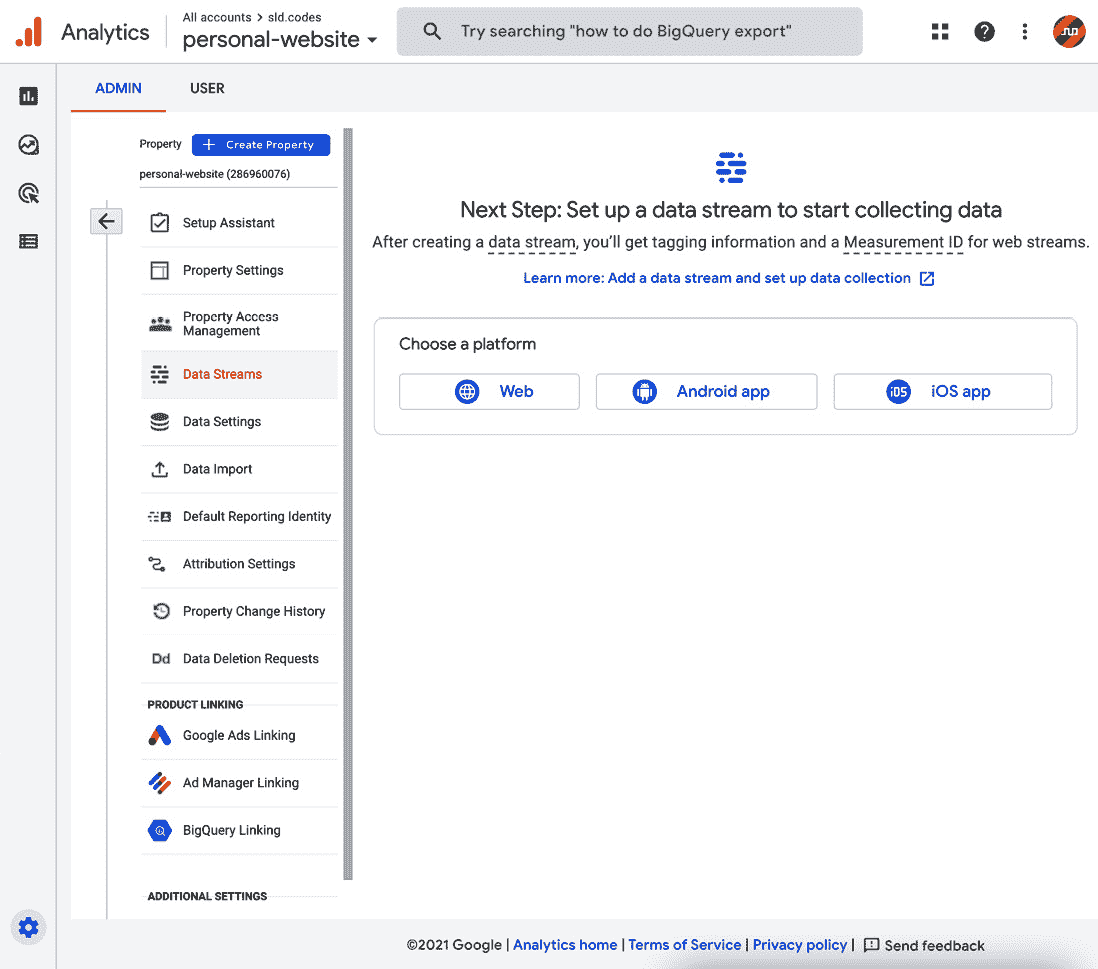 Analytics
All accounts > sld.codes
personal-website
Try searching "how to do BigQuery export"
ADMIN
USER
Property
+ Create Property
personal-website (286960076)
Setup Assistant
Property Settings
Property Access
Management
Data Streams
Data Settings
Data Import
Default Reporting Identity
Attribution Settings
Property Change History
Dd Data Deletion Requests
PRODUCT LINKING
Google Ads Linking
Ad Manager Linking
BigQuery Linking
ADDITIONAL SETTINGS
Next Step: Set up a data stream to start collecting data
After creating a data stream, you'll get tagging information and a Measurement ID for web streams.
Learn more: Add a data stream and set up data collection
Choose a platform
Web
Android app
iOS iOS app
©2021 Google | Analytics home | Terms of Service | Privacy policy | Send feedback